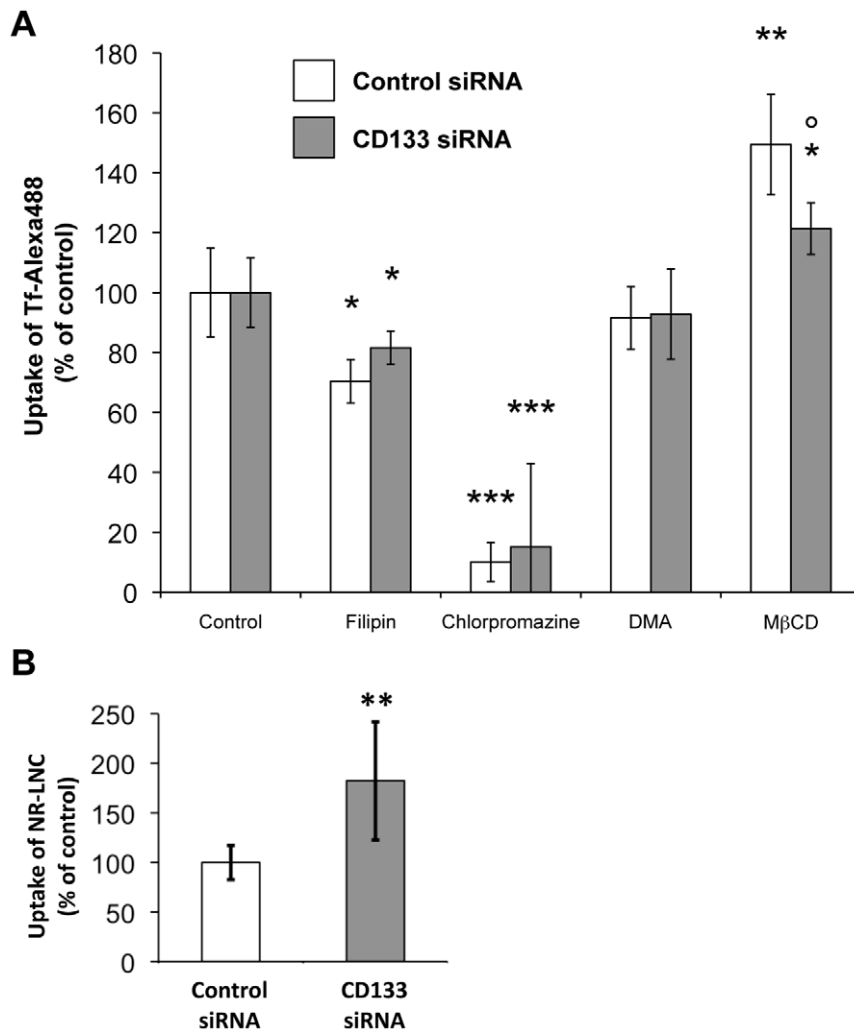 A
Uptake of Tf-Alexa488
(% of control)
180
160
140
120
100
80
60
40
20
0
Control siRNA
CD133 siRNA
*
*
***
***
**
°
*
Control
Filipin
Chlorpromazine
DMA
MβCD
B
Uptake of NR-LNC
(% of control)
250
200
150
100
50
0
**
Control
siRNA
CD133
siRNA